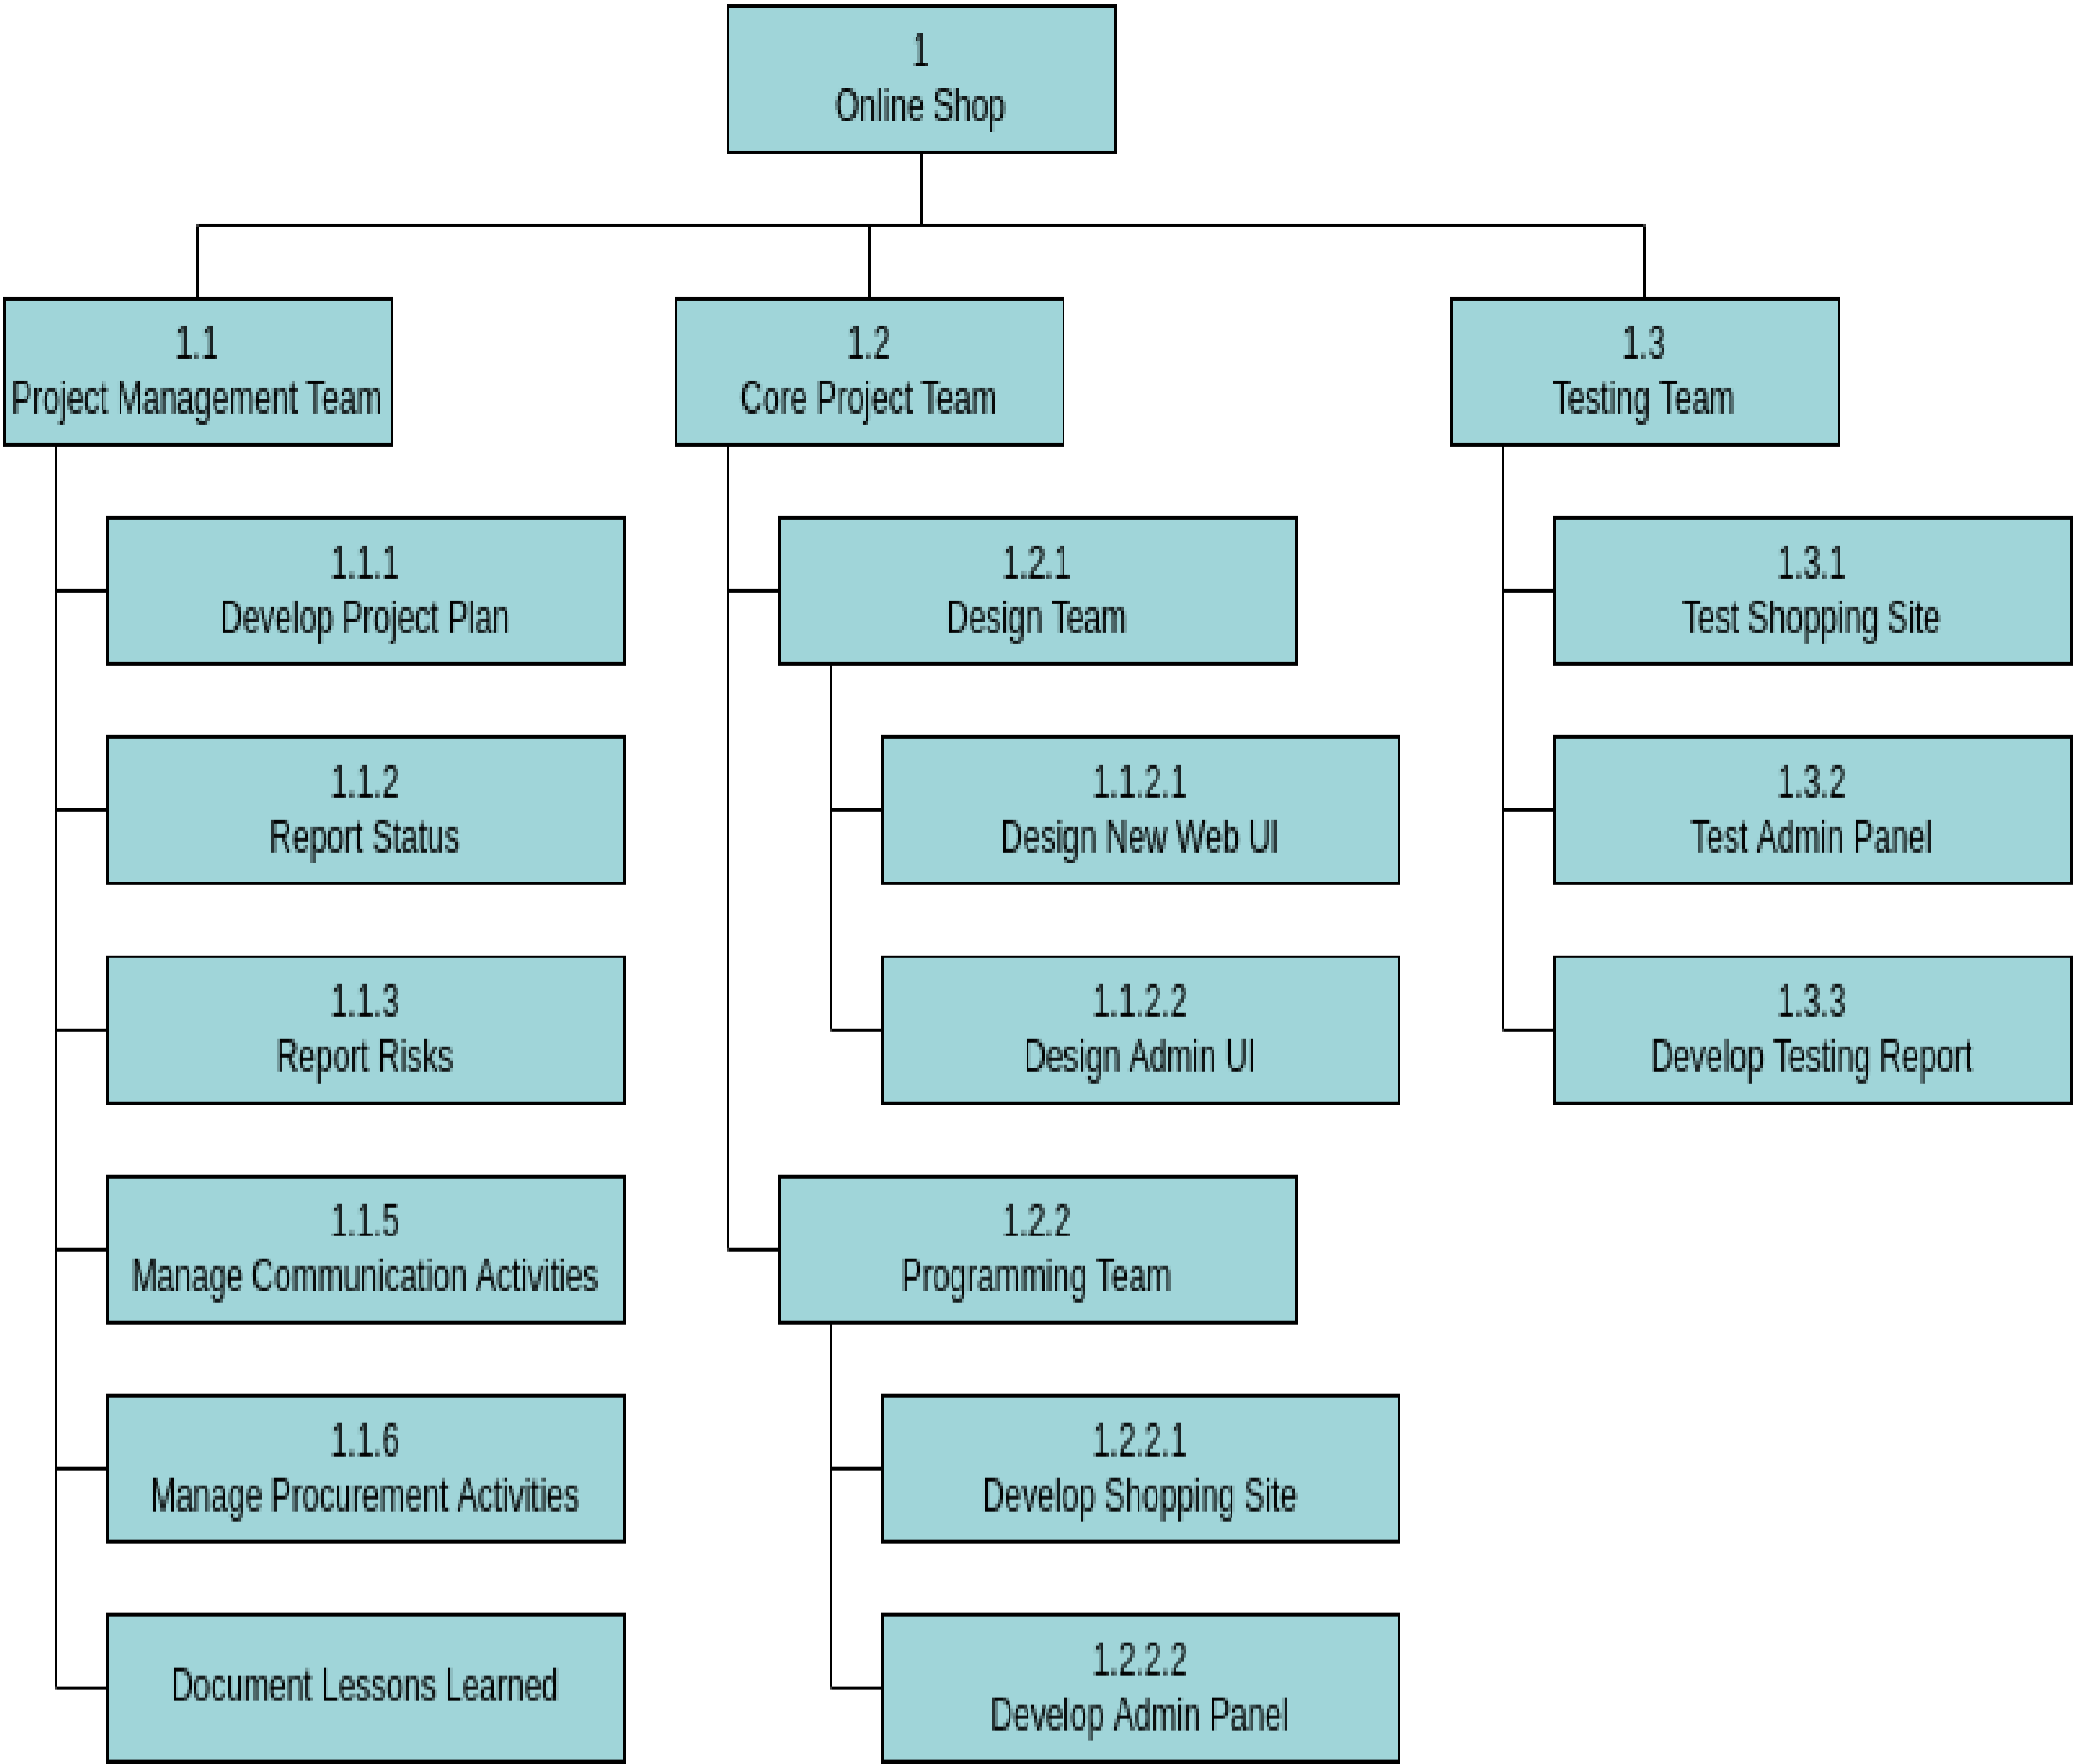 1
Online Shop
1.1
Project Management Team
1.1.1
Develop Project Plan
1.1.2
Report Status
1.1.3
Report Risks
1.1.5
Manage Communication Activities
1.1.6
Manage Procurement Activities
Document Lessons Learned
1.2
Core Project Team
1.2.1
Design Team
1.1.2.1
Design New Web UI
1.1.2.2
Design Admin UI
1.2.2
Programming Team
1.2.2.1
Develop Shopping Site
1.2.2.2
Develop Admin Panel
1.3
Testing Team
1.3.1
Test Shopping Site
1.3.2
Test Admin Panel
1.3.3
Develop Testing Report